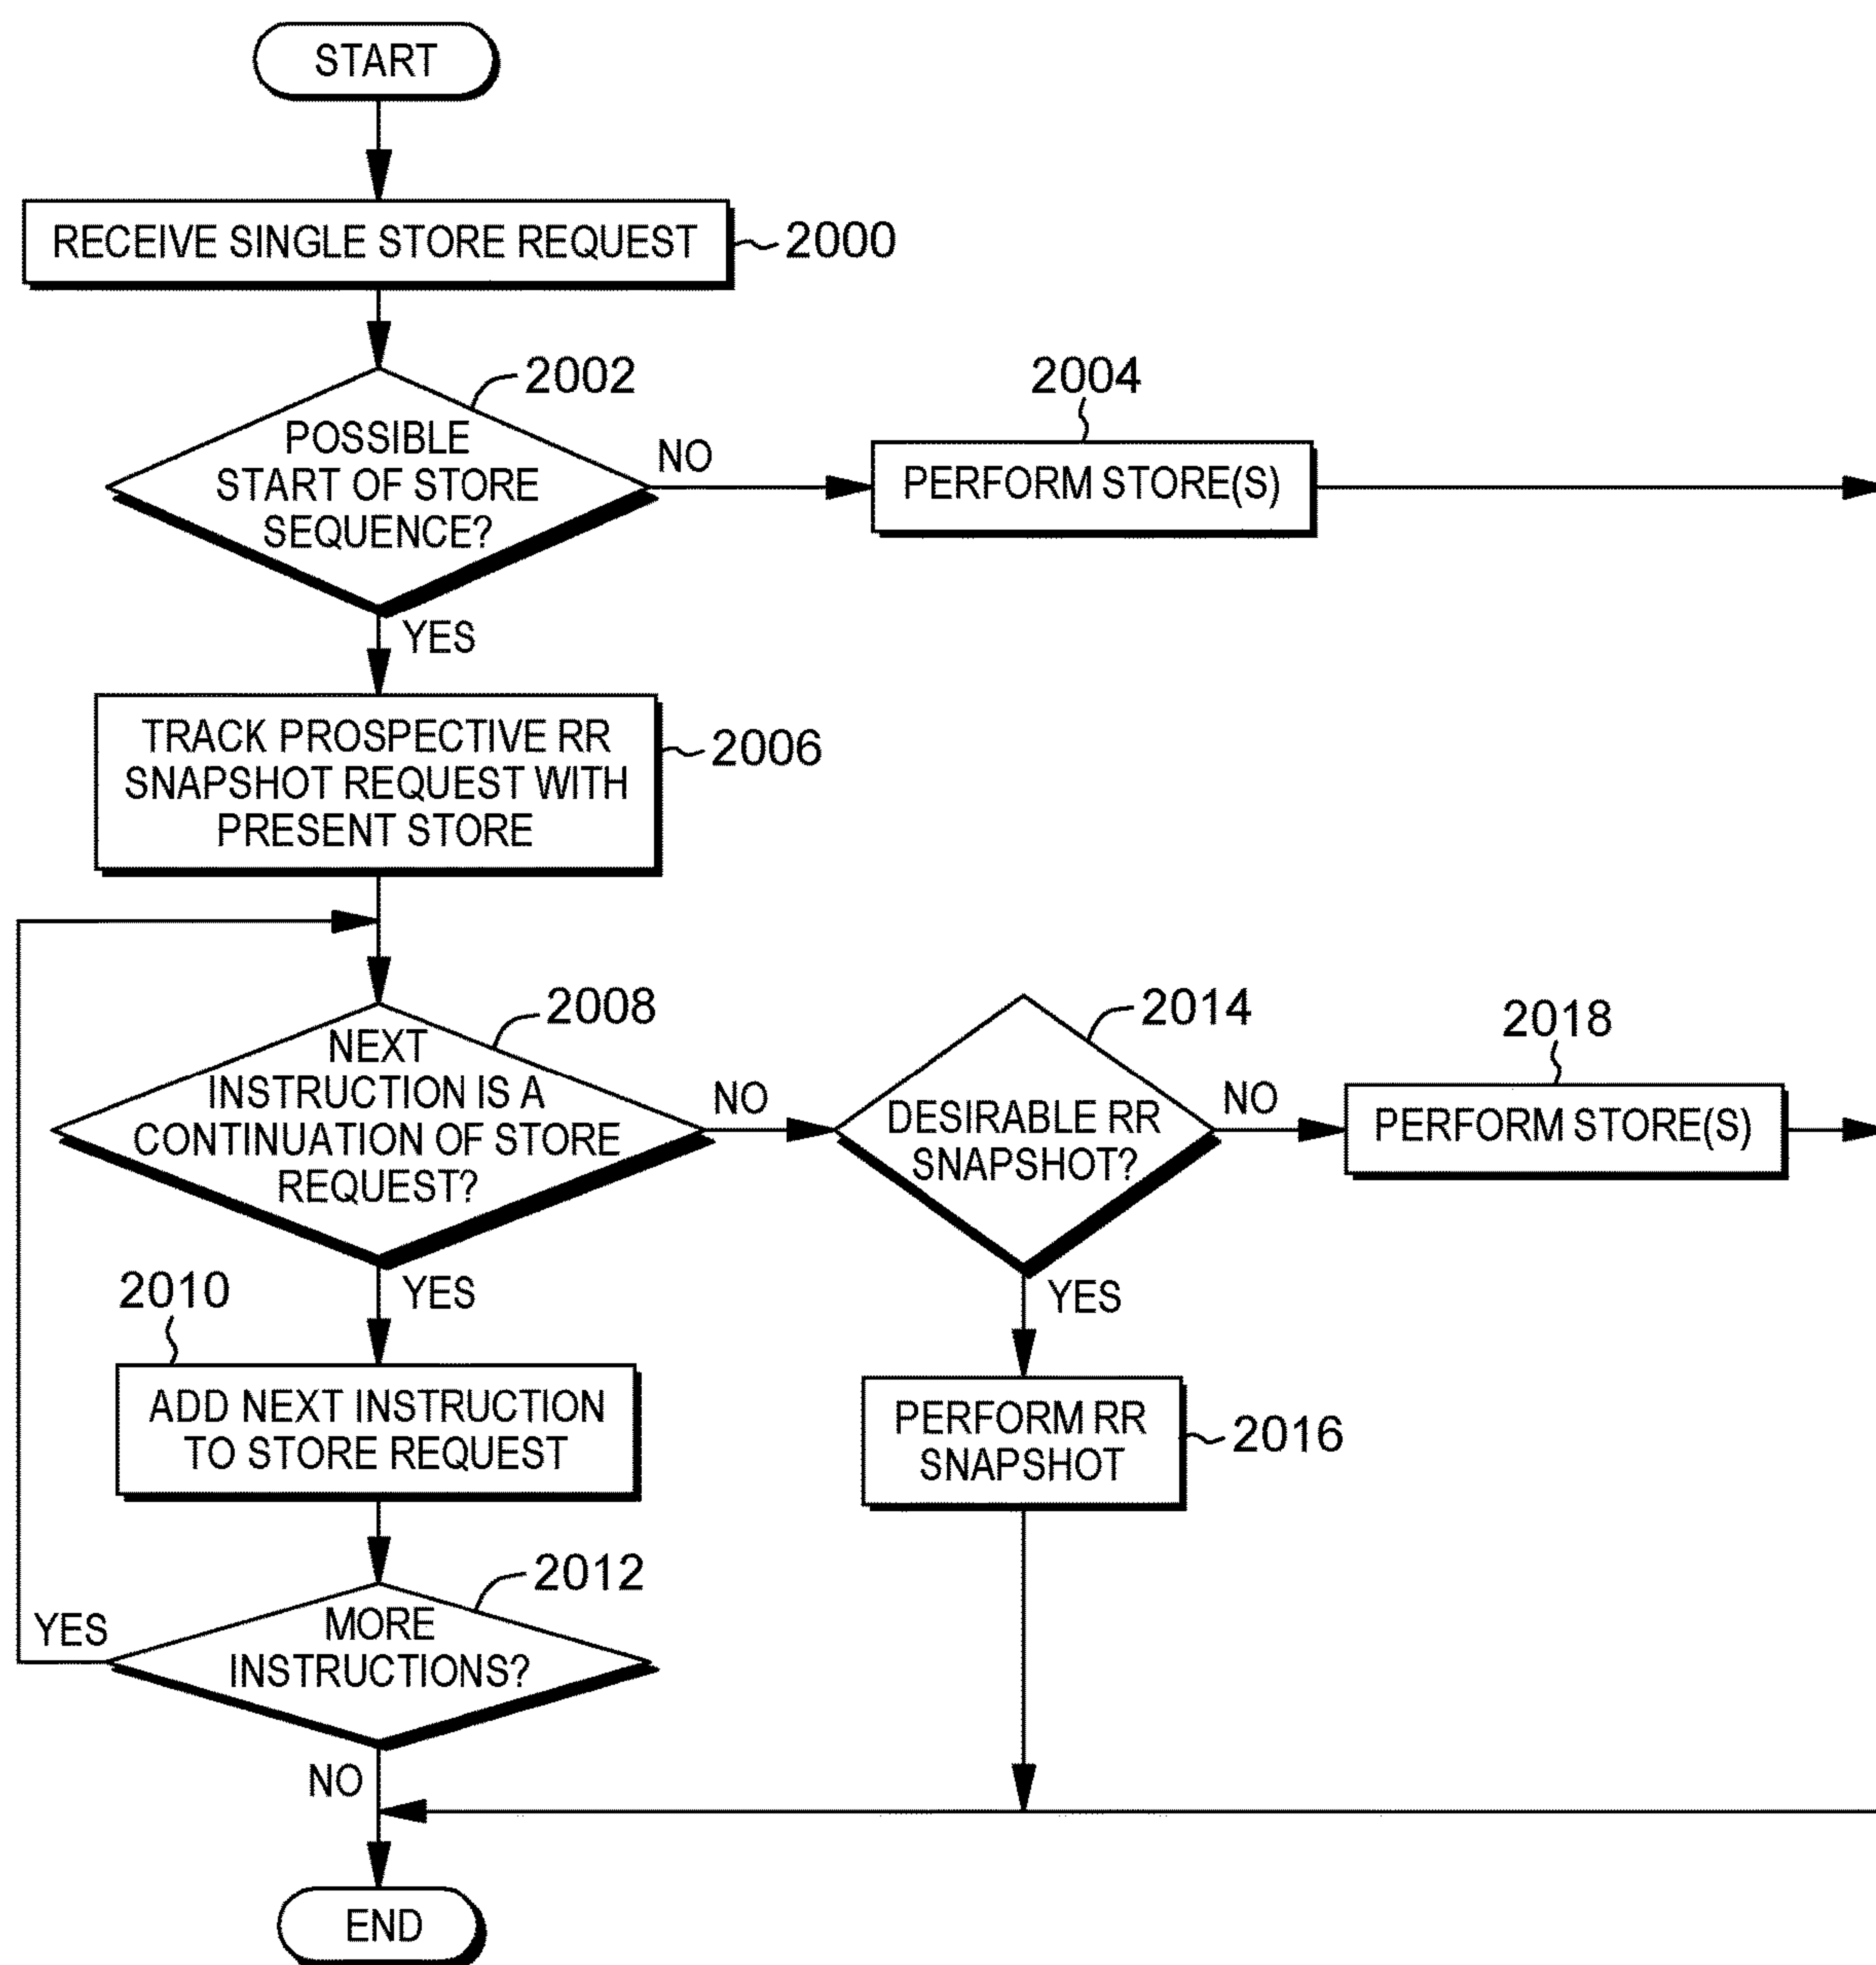 START
RECEIVE SINGLE STORE REQUEST
2000
2002
POSSIBLE
START OF STORE
SEQUENCE?
NO
2004
PERFORM STORE(S)
YES
TRACK PROSPECTIVE RR
SNAPSHOT REQUEST WITH
PRESENT STORE
2006
2008
NEXT
INSTRUCTION IS A
CONTINUATION OF STORE
REQUEST?
NO
2014
DESIRABLE RR
SNAPSHOT?
NO
2018
PERFORM STORE(S)
YES
2010
ADD NEXT INSTRUCTION
TO STORE REQUEST
YES
PERFORM RR
SNAPSHOT
2016
2012
MORE
INSTRUCTIONS?
YES
NO
END